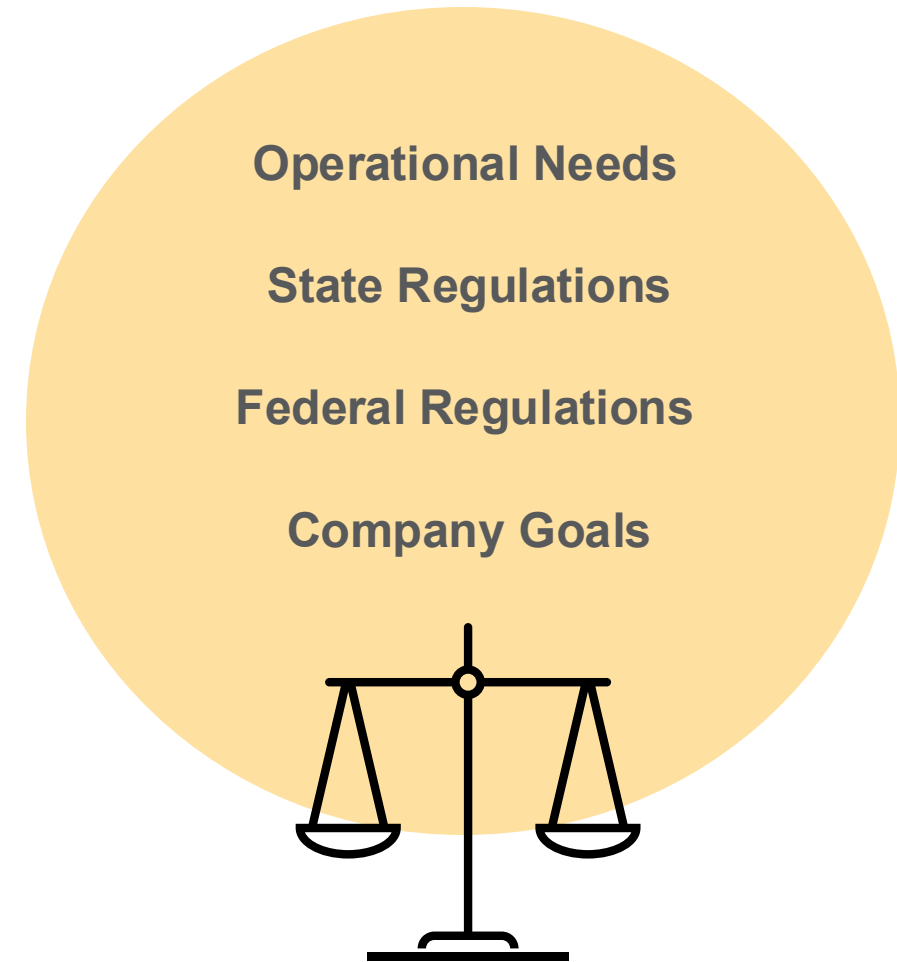 Operational Needs
State Regulations
Federal Regulations
Company Goals